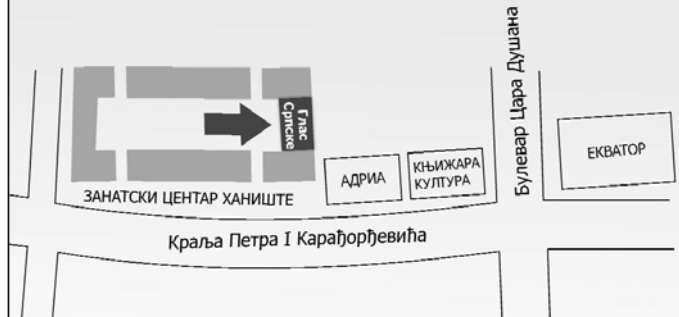 Булевар Цара Душана
Глас
Српске
ЕКВАТОР
КЊИЖАРА
КУЛТУРА
АДРИА
ЗАНАТСКИ ЦЕНТАР ХАНИШТЕ
Краља Петра I Карађорђевића